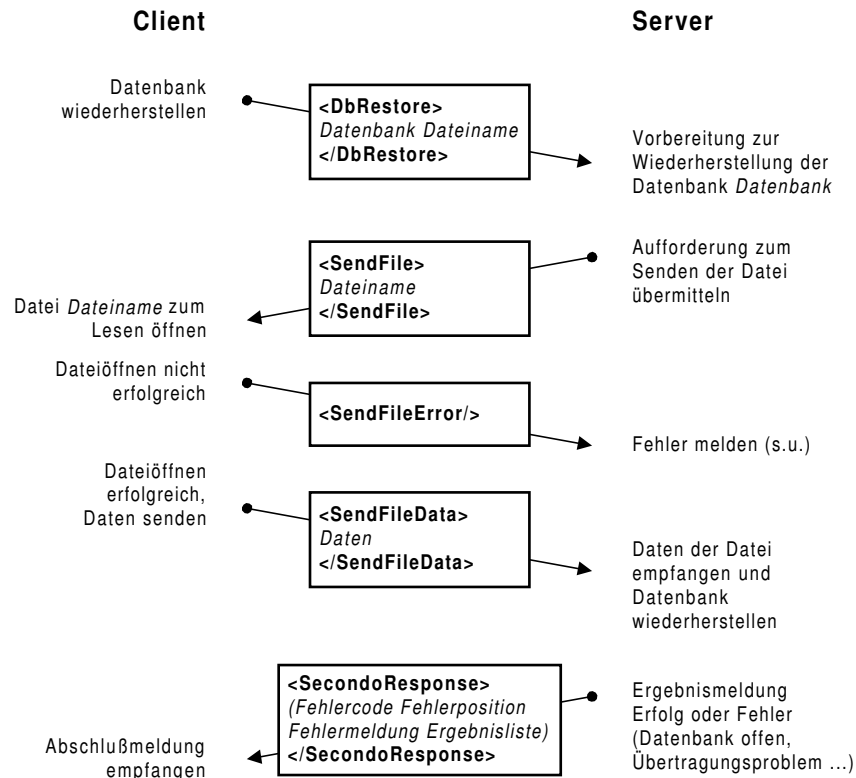 Client
Server
Datenbank
wiederherstellen
<DbRestore>
Datenbank Dateiname
</DbRestore>
Vorbereitung zur
Wiederherstellung der
Datenbank Datenbank
<SendFile>
Dateiname
</SendFile>
Aufforderung zum
Senden der Datei
übermitteln
Datei Dateiname zum
Lesen öffnen
Dateiöffnen nicht
erfolgreich
<SendFileError/>
Fehler melden (s.u.)
Dateiöffnen
erfolgreich,
Daten senden
<SendFileData>
Daten
</SendFileData>
Daten der Datei
empfangen und
Datenbank
wiederherstellen
<SecondoResponse>
(Fehlercode Fehlerposition
Fehlermeldung Ergebnisliste)
</SecondoResponse>
Ergebnismeldung
Erfolg oder Fehler
(Datenbank offen,
Übertragungsproblem ...)
Abschlußmeldung
empfangen